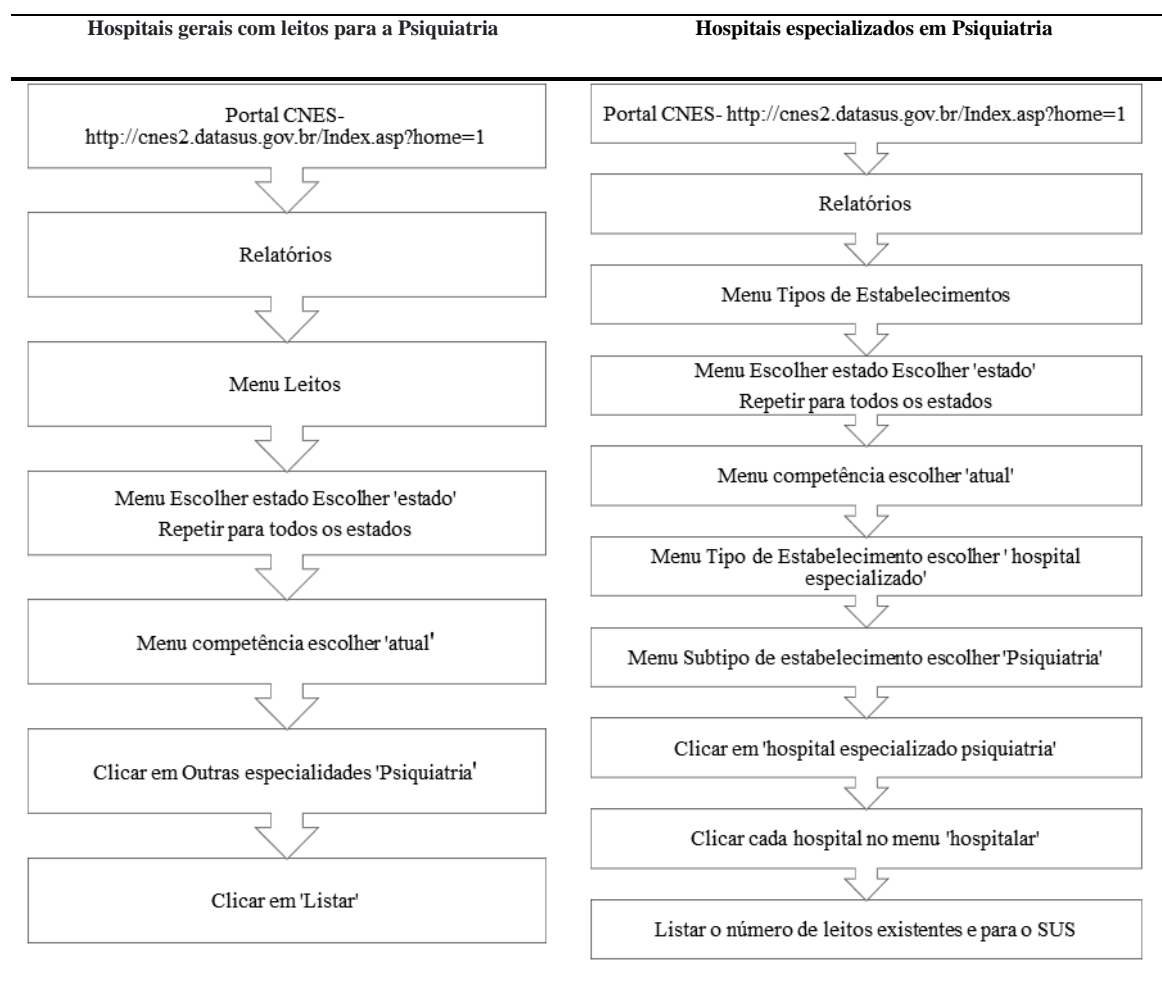 Hospitais gerais com leitos para a Psiquiatria
Portal CNES-
http://cnes2.datasus.gov.br/Index.asp?home=1
Relatórios
Menu Leitos
Menu Escolher estado Escolher 'estado'
Repetir para todos os estados
Menu competência escolher 'atual'
Clicar em Outras especialidades 'Psiquiatria'
Clicar em 'Listar'
Hospitais especializados em Psiquiatria
Portal CNES- http://cnes2.datasus.gov.br/Index.asp?home=1
Relatórios
Menu Tipos de Estabelecimentos
Menu Escolher estado Escolher 'estado'
Repetir para todos os estados
Menu competência escolher 'atual'
Menu Tipo de Estabelecimento escolher ' hospital
especializado'
Menu Subtipo de estabelecimento escolher 'Psiquiatria'
Clicar em 'hospital especializado psiquiatria'
Clicar cada hospital no menu 'hospitalar'
Listar o número de leitos existentes e para o SUS